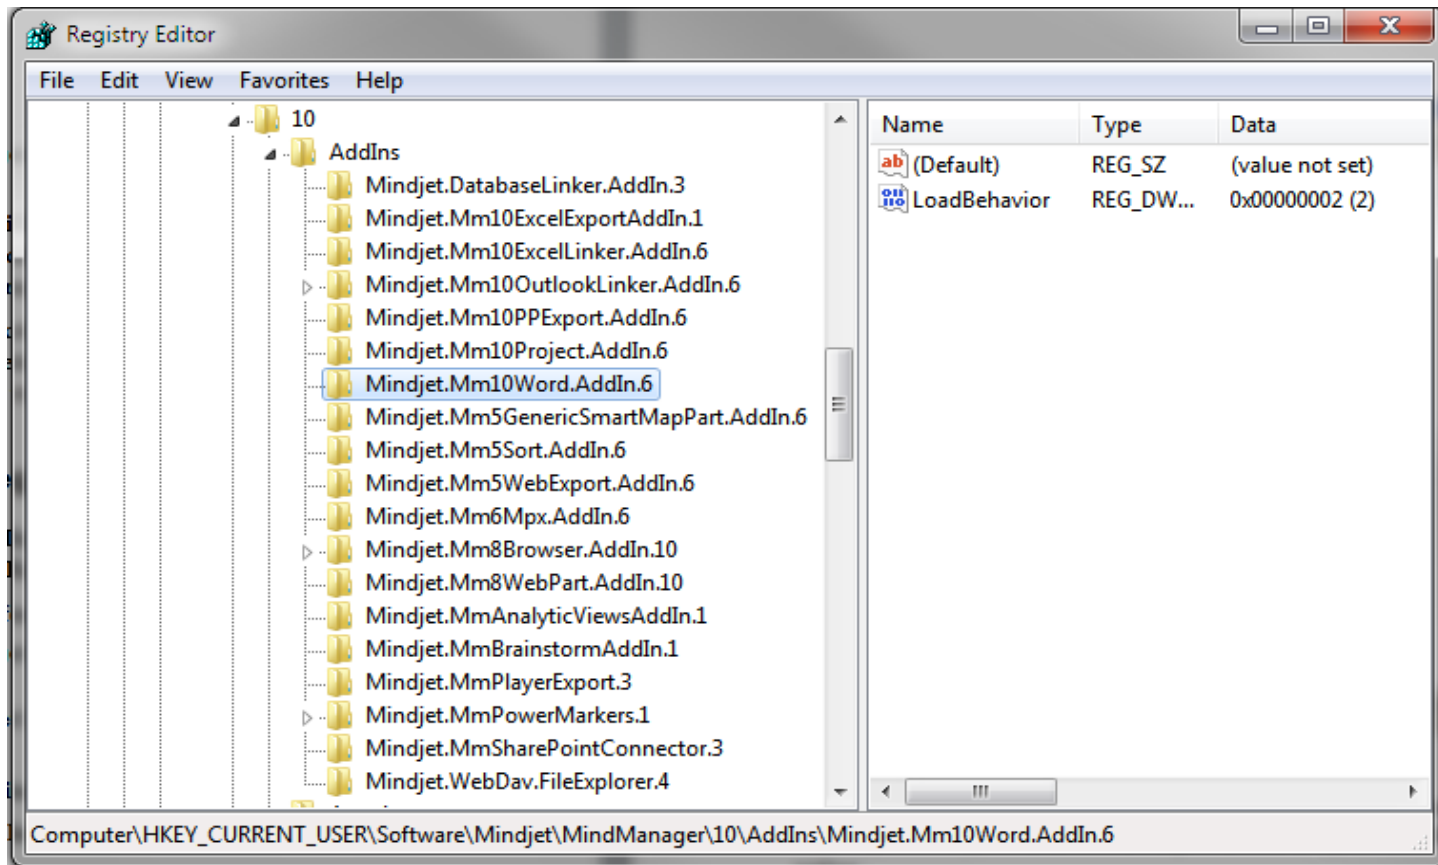 Registry Editor
File Edit View Favorites Help
10
AddIns
Mindjet.DatabaseLinker.AddIn.3
Mindjet.Mm10ExcelExportAddIn.1
Mindjet.Mm10ExcelLinker.AddIn.6
Mindjet.Mm10OutlookLinker.AddIn.6
Mindjet.Mm10PPExport.AddIn.6
Mindjet.Mm10Project.AddIn.6
Mindjet.Mm10Word.AddIn.6
Mindjet.Mm5GenericSmartMapPart.AddIn.6
Mindjet.Mm5Sort.AddIn.6
Mindjet.Mm5WebExport.AddIn.6
Mindjet.Mm6Mpx.AddIn.6
Mindjet.Mm8Browser.AddIn.10
Mindjet.Mm8WebPart.AddIn.10
Mindjet.MmAnalyticViewsAddIn.1
Mindjet.MmBrainstormAddIn.1
Mindjet.MmPlayerExport.3
Mindjet.MmPowerMarkers.1
Mindjet.MmSharePointConnector.3
Mindjet.WebDav.FileExplorer.4
Name Type Data
(Default) REG_SZ (value not set)
LoadBehavior REG_DW... 0x00000002 (2)
Computer\HKEY_CURRENT_USER\Software\Mindjet\MindManager\10\AddIns\Mindjet.Mm10Word.AddIn.6